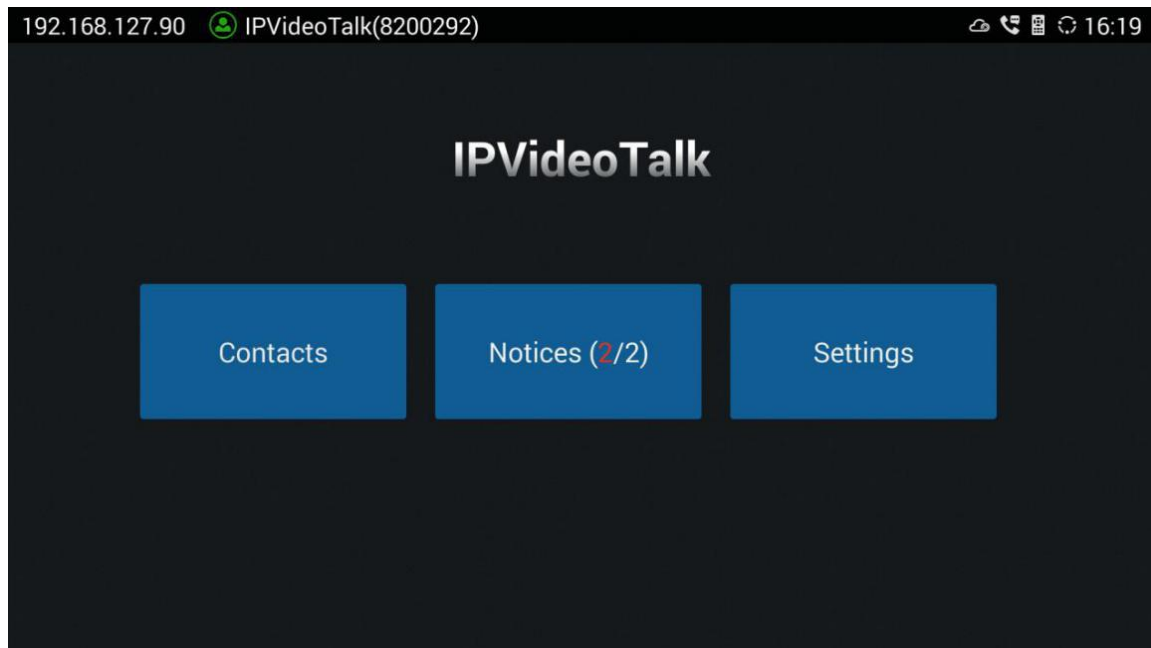 192.168.127.90 IPVideoTalk(8200292) 16:19
IPVideoTalk
Contacts Notices (2/2) Settings